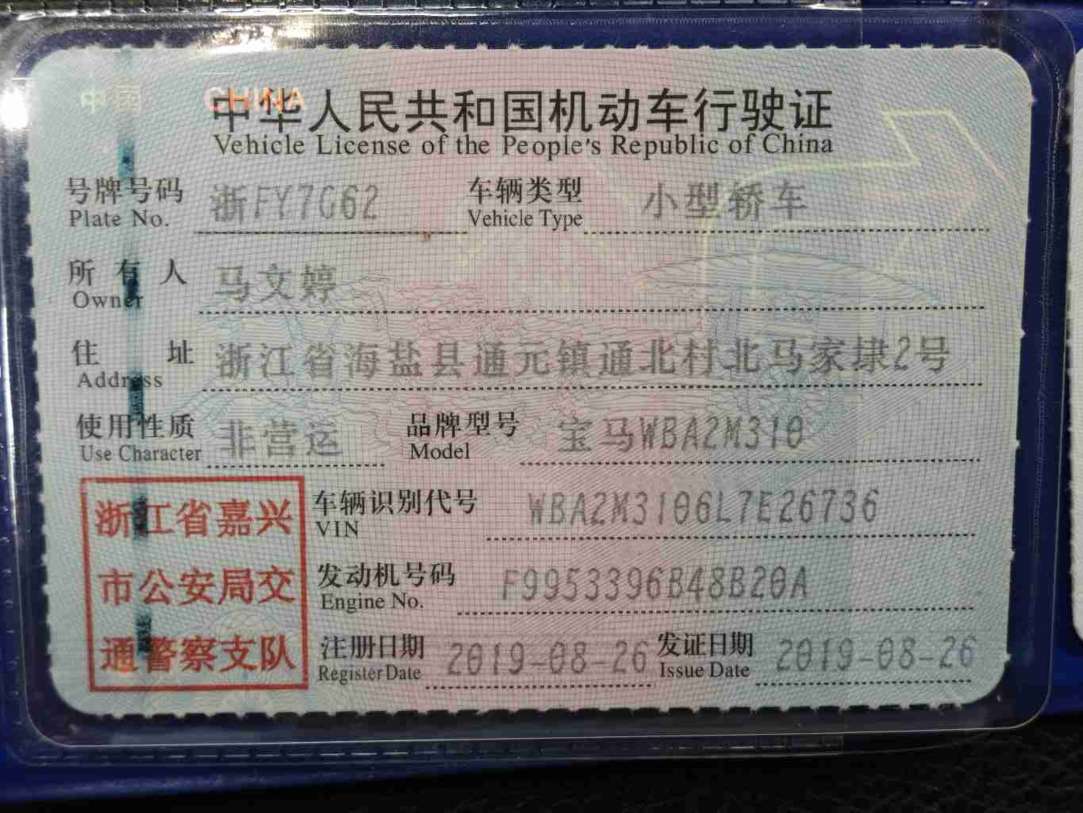 中国 CHINA
中华人民共和国机动车行驶证
Vehicle License of the People's Republic of China
号牌号码 浙FY7G62 车辆类型 小型轿车
Plate No. Vehicle Type
所有人 马文婷
Owner
住址 浙江省海盐县通元镇通北村北马家埭2号
Address
使用性质 非营运 品牌型号 宝马WBA2M310
Use Character Model
浙江省嘉兴
市公安局交
通警察支队
车辆识别代号 WBA2M3106L7E26736
VIN
发动机号码 F9953396B48B20A
Engine No.
注册日期 2019-08-26 发证日期 2019-08-26
Register Date Issue Date